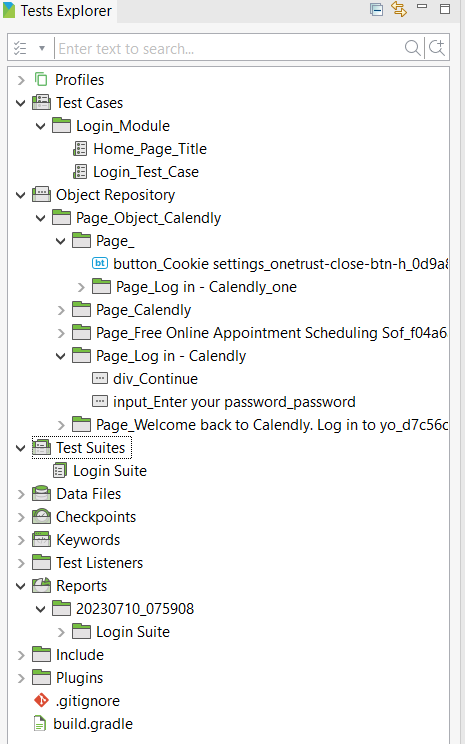 Tests Explorer
Enter text to search...
Profiles
Test Cases
Login_Module
Home_Page_Title
Login_Test_Case
Object Repository
Page_Object_Calendly
Page_
bt button_Cookie settings_onetrust-close-btn-h_0d9a8
Page_Log in - Calendly_one
Page_Calendly
Page_Free Online Appointment Scheduling Sof_f04a6
Page_Log in - Calendly
div_Continue
input_Enter your password_password
Page_Welcome back to Calendly. Log in to yo_d7c56c
Test Suites
Login Suite
Data Files
Checkpoints
Keywords
Test Listeners
Reports
20230710_075908
Login Suite
Include
Plugins
.gitignore
build.gradle